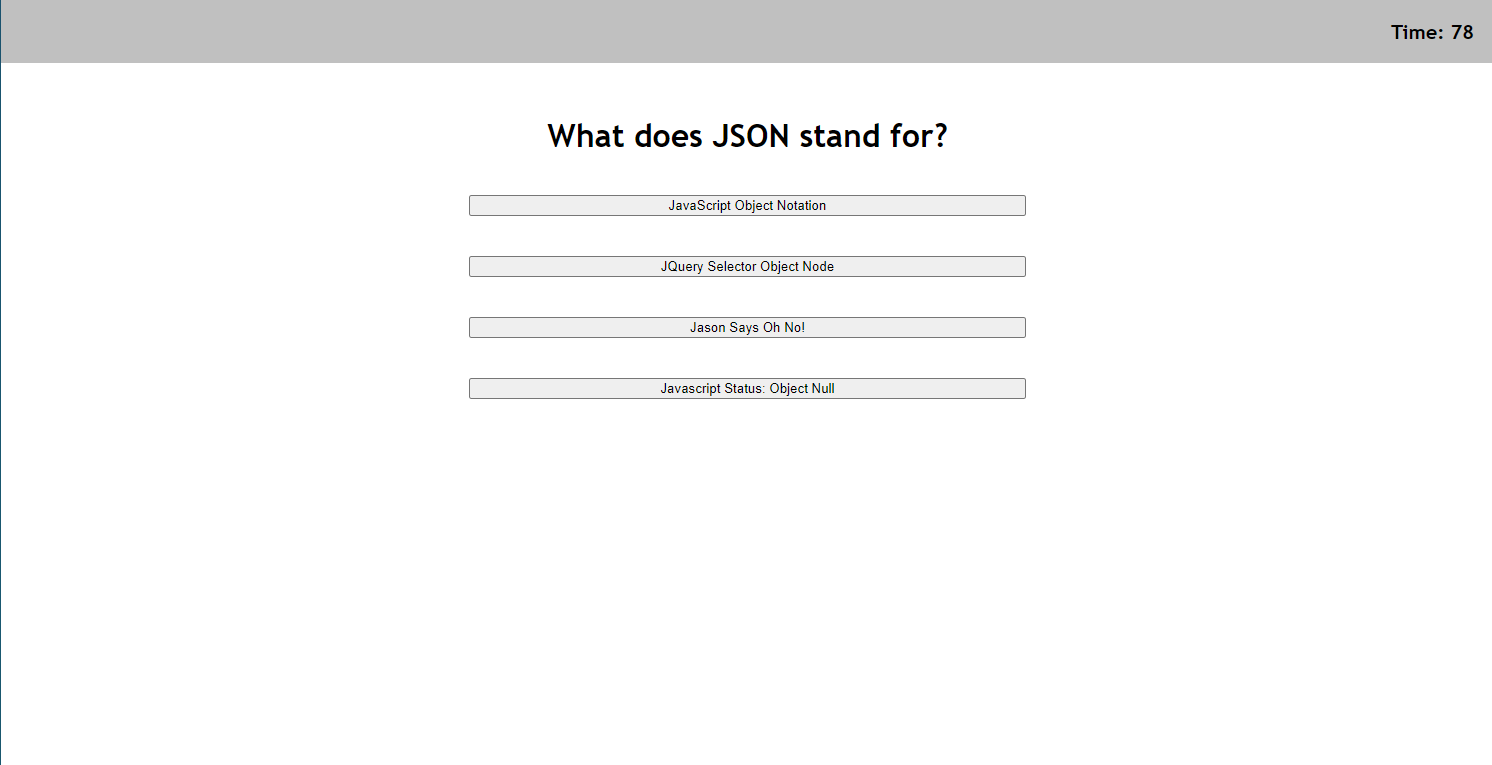 Time: 78
What does JSON stand for?
JavaScript Object Notation
JQuery Selector Object Node
Jason Says Oh No!
Javascript Status: Object Null